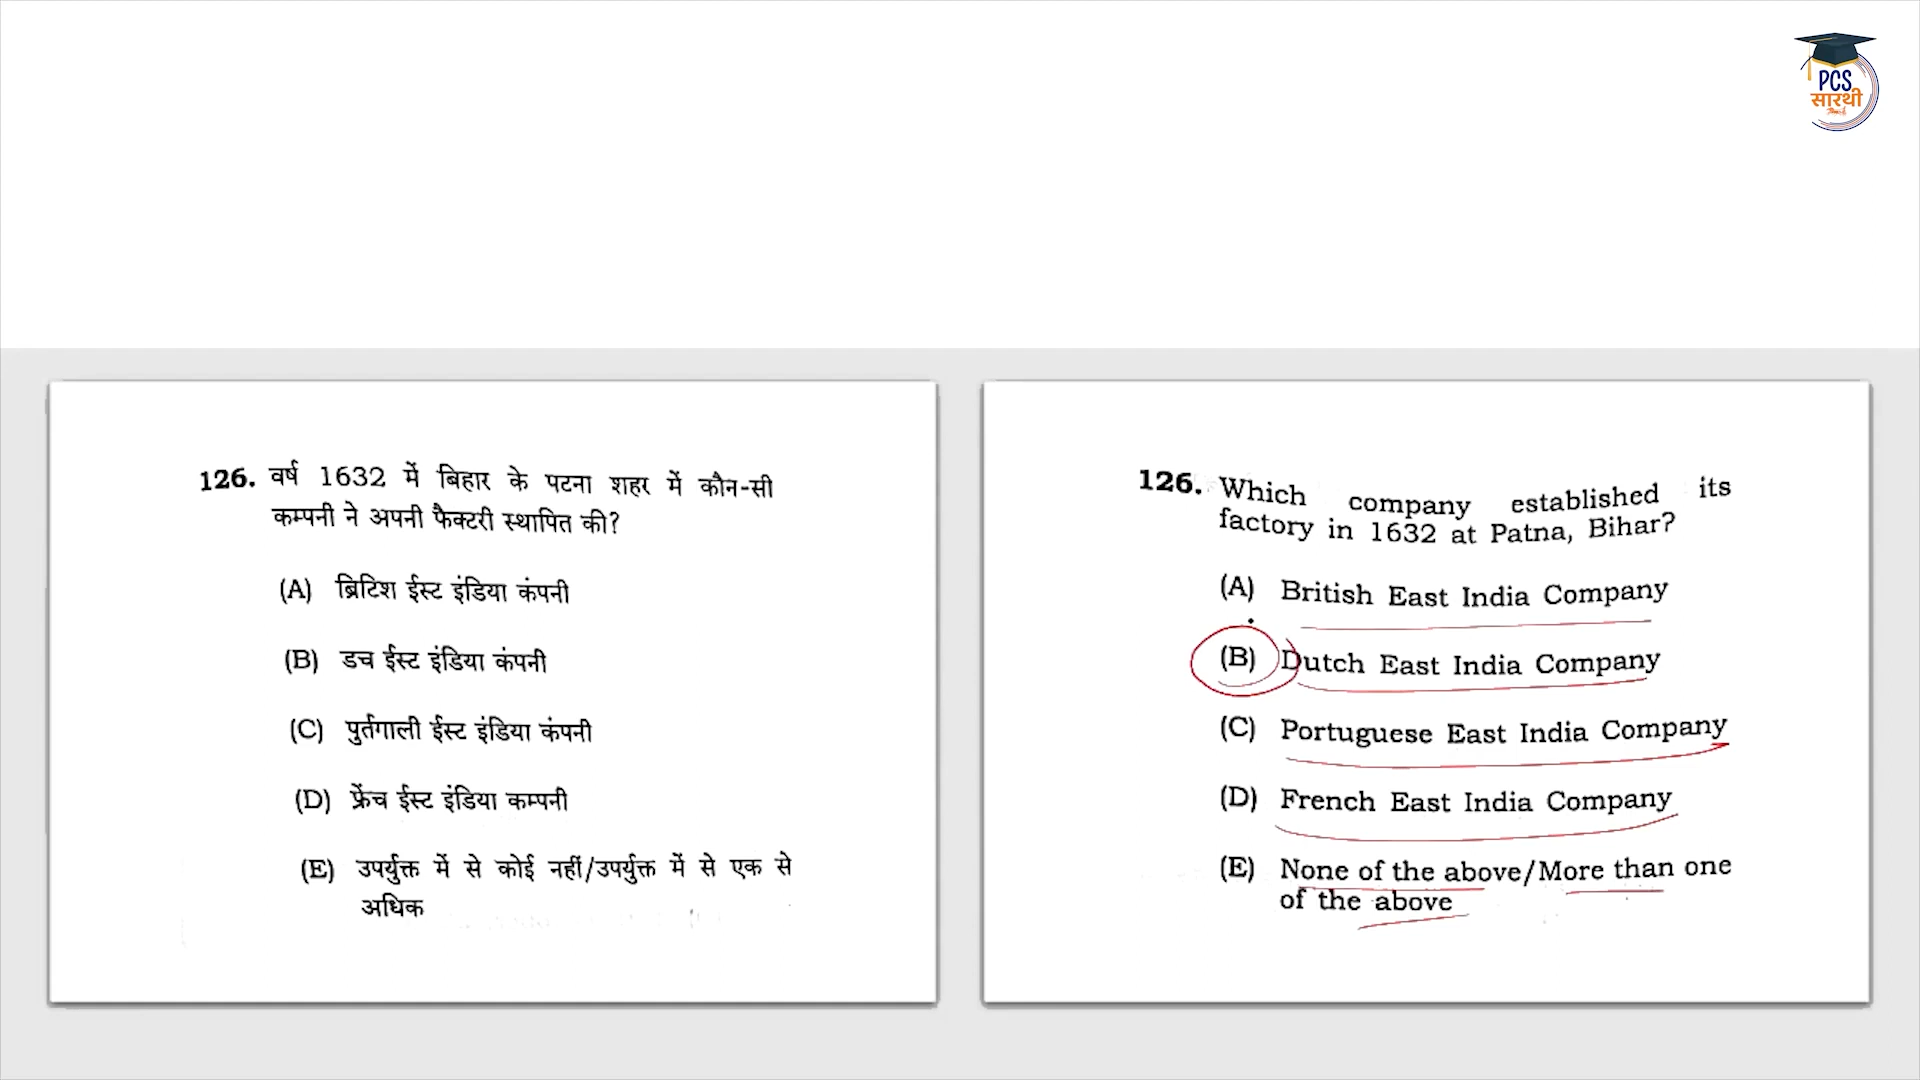 PCS
सारथी
126. वर्ष 1632 में बिहार के पटना शहर में कौन-सी
कम्पनी ने अपनी फैक्टरी स्थापित की?
(A) ब्रिटिश ईस्ट इंडिया कंपनी
(B) डच ईस्ट इंडिया कंपनी
(C) पुर्तगाली ईस्ट इंडिया कंपनी
(D) फ्रेंच ईस्ट इंडिया कम्पनी
(E) उपर्युक्त में से कोई नहीं/उपर्युक्त में से एक से
अधिक
126. Which company established its
factory in 1632 at Patna, Bihar?
(A) British East India Company
(B) Dutch East India Company
(C) Portuguese East India Company
(D) French East India Company
(E) None of the above/More than one
of the above